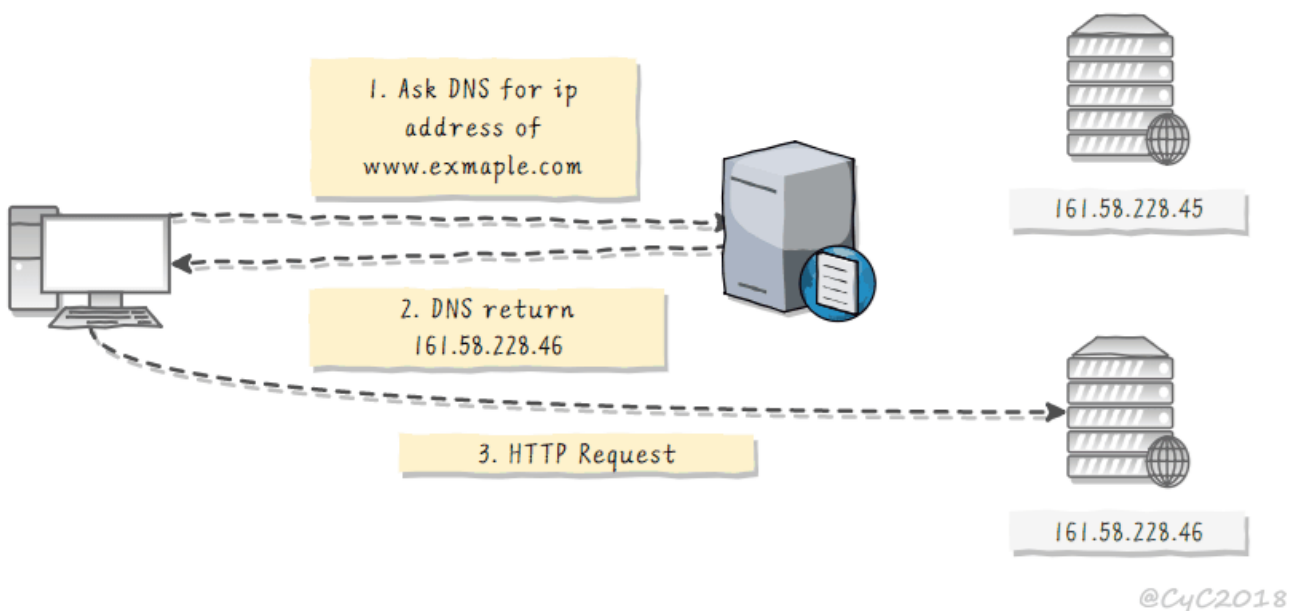 1. Ask DNS for ip
address of
www.exmaple.com
161.58.228.45
2. DNS return
161.58.228.46
3. HTTP Request
161.58.228.46
@CyC2018